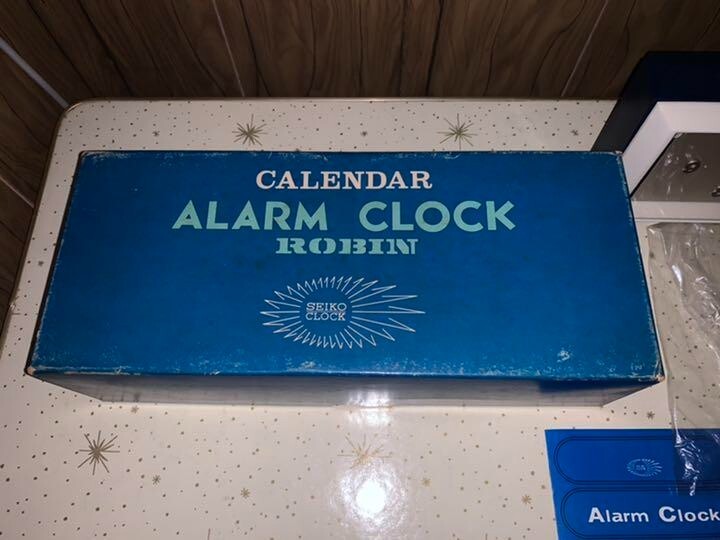 CALENDAR
ALARM CLOCK
ROBIN
SEIKO
CLOCK
Alarm Clock